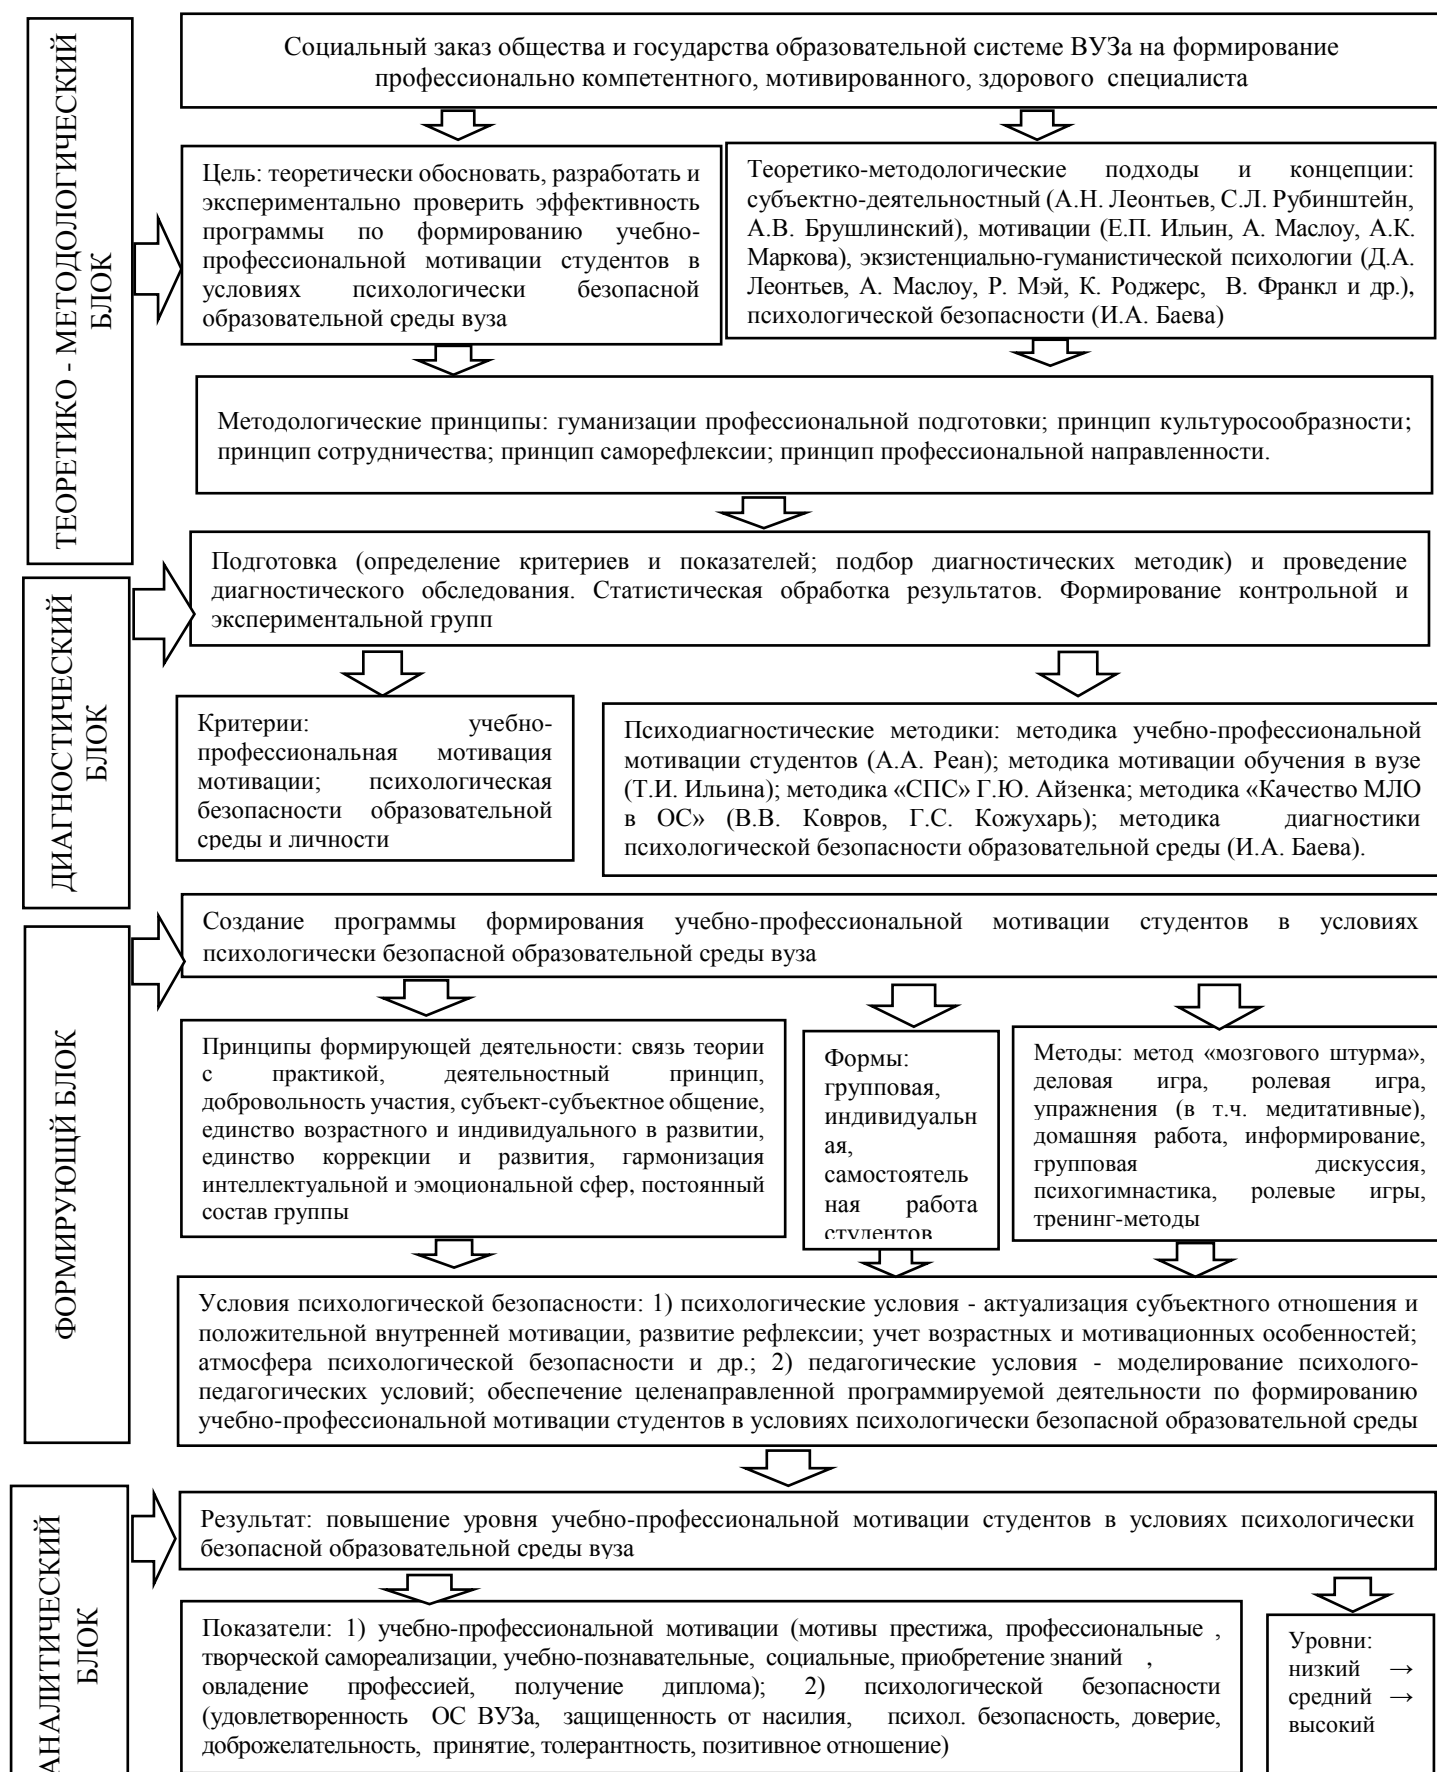 ТЕОРЕТИКО - МЕТОДОЛОГИЧЕСКИЙ
БЛОК
Социальный заказ общества и государства образовательной системе ВУЗа на формирование
профессионально компетентного, мотивированного, здорового специалиста
Цель: теоретически обосновать, разработать и
экспериментально проверить эффективность
программы по формированию учебно-
профессиональной мотивации студентов в
условиях психологически безопасной
образовательной среды вуза
Теоретико-методологические подходы и концепции:
субъектно-деятельностный (А.Н. Леонтьев, С.Л. Рубинштейн,
А.В. Брушлинский), мотивации (Е.П. Ильин, А. Маслоу, А.К.
Маркова), экзистенциально-гуманистической психологии (Д.А.
Леонтьев, А. Маслоу, Р. Мэй, К. Роджерс, В. Франкл и др.),
психологической безопасности (И.А. Баева)
Методологические принципы: гуманизации профессиональной подготовки; принцип культуросообразности;
принцип сотрудничества; принцип саморефлексии; принцип профессиональной направленности.
ДИАГНОСТИЧЕСКИЙ
БЛОК
Подготовка (определение критериев и показателей; подбор диагностических методик) и проведение
диагностического обследования. Статистическая обработка результатов. Формирование контрольной и
экспериментальной групп
Критерии: учебно-
профессиональная мотивация
мотивации; психологическая
безопасности образовательной
среды и личности
Психодиагностические методики: методика учебно-профессиональной
мотивации студентов (А.А. Реан); методика мотивации обучения в вузе
(Т.И. Ильина); методика «СПС» Г.Ю. Айзенка; методика «Качество МЛО
в ОС» (В.В. Ковров, Г.С. Кожухарь); методика диагностики
психологической безопасности образовательной среды (И.А. Баева).
ФОРМИРУЮЩЙ БЛОК
Создание программы формирования учебно-профессиональной мотивации студентов в условиях
психологически безопасной образовательной среды вуза
Принципы формирующей деятельности: связь теории
с практикой, деятельностный принцип,
добровольность участия, субъект-субъектное общение,
единство возрастного и индивидуального в развитии,
единство коррекции и развития, гармонизация
интеллектуальной и эмоциональной сфер, постоянный
состав группы
Формы:
групповая,
индивидуальн
ая,
самостоятель
ная работа
студентов
Методы: метод «мозгового штурма»,
деловая игра, ролевая игра,
упражнения (в т.ч. медитативные),
домашняя работа, информирование,
групповая дискуссия,
психогимнастика, ролевые игры,
тренинг-методы
Условия психологической безопасности: 1) психологические условия - актуализация субъектного отношения и
положительной внутренней мотивации, развитие рефлексии; учет возрастных и мотивационных особенностей;
атмосфера психологической безопасности и др.; 2) педагогические условия - моделирование психолого-
педагогических условий; обеспечение целенаправленной программируемой деятельности по формированию
учебно-профессиональной мотивации студентов в условиях психологически безопасной образовательной среды
АНАЛИТИЧЕСКИЙ
БЛОК
Результат: повышение уровня учебно-профессиональной мотивации студентов в условиях психологически
безопасной образовательной среды вуза
Показатели: 1) учебно-профессиональной мотивации (мотивы престижа, профессиональные ,
творческой самореализации, учебно-познавательные, социальные, приобретение знаний ,
овладение профессией, получение диплома); 2) психологической безопасности
(удовлетворенность ОС ВУЗа, защищенность от насилия, психол. безопасность, доверие,
доброжелательность, принятие, толерантность, позитивное отношение)
Уровни:
низкий →
средний →
высокий